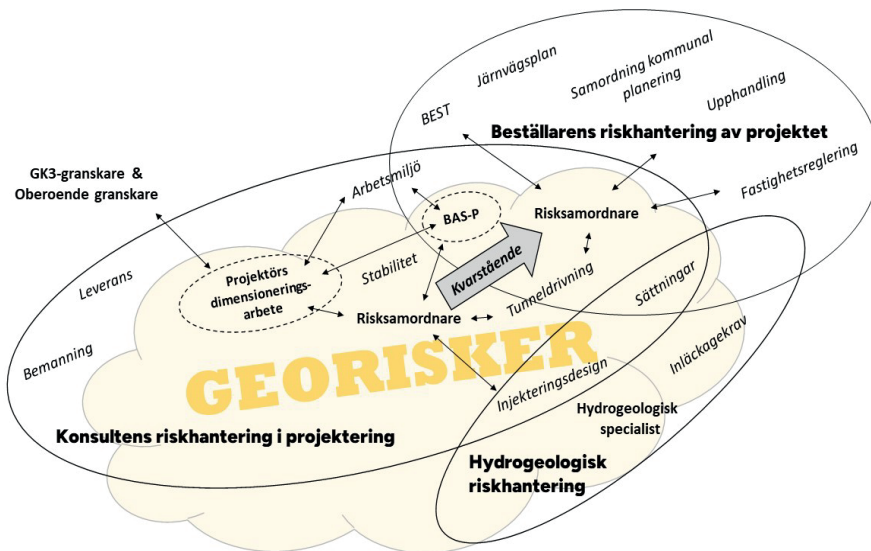 Järnvägsplan
Samordning kommunal
planering
BEST
Upphandling
Beställarens riskhantering av projektet
GK3-granskare &
Oberoende granskare
Arbetsmiljö
Fastighetsreglering
BAS-P
Risksamordnare
Leverans
Projektörs
dimensionerings-
arbete
Stabilitet
Kvarstående
Tunneldrivning
Sättningar
Risksamordnare
Bemanning
GEORISKER
Inläckagekrav
Injekteringsdesign
Hydrogeologisk
specialist
Konsultens riskhantering i projektering
Hydrogeologisk
riskhantering